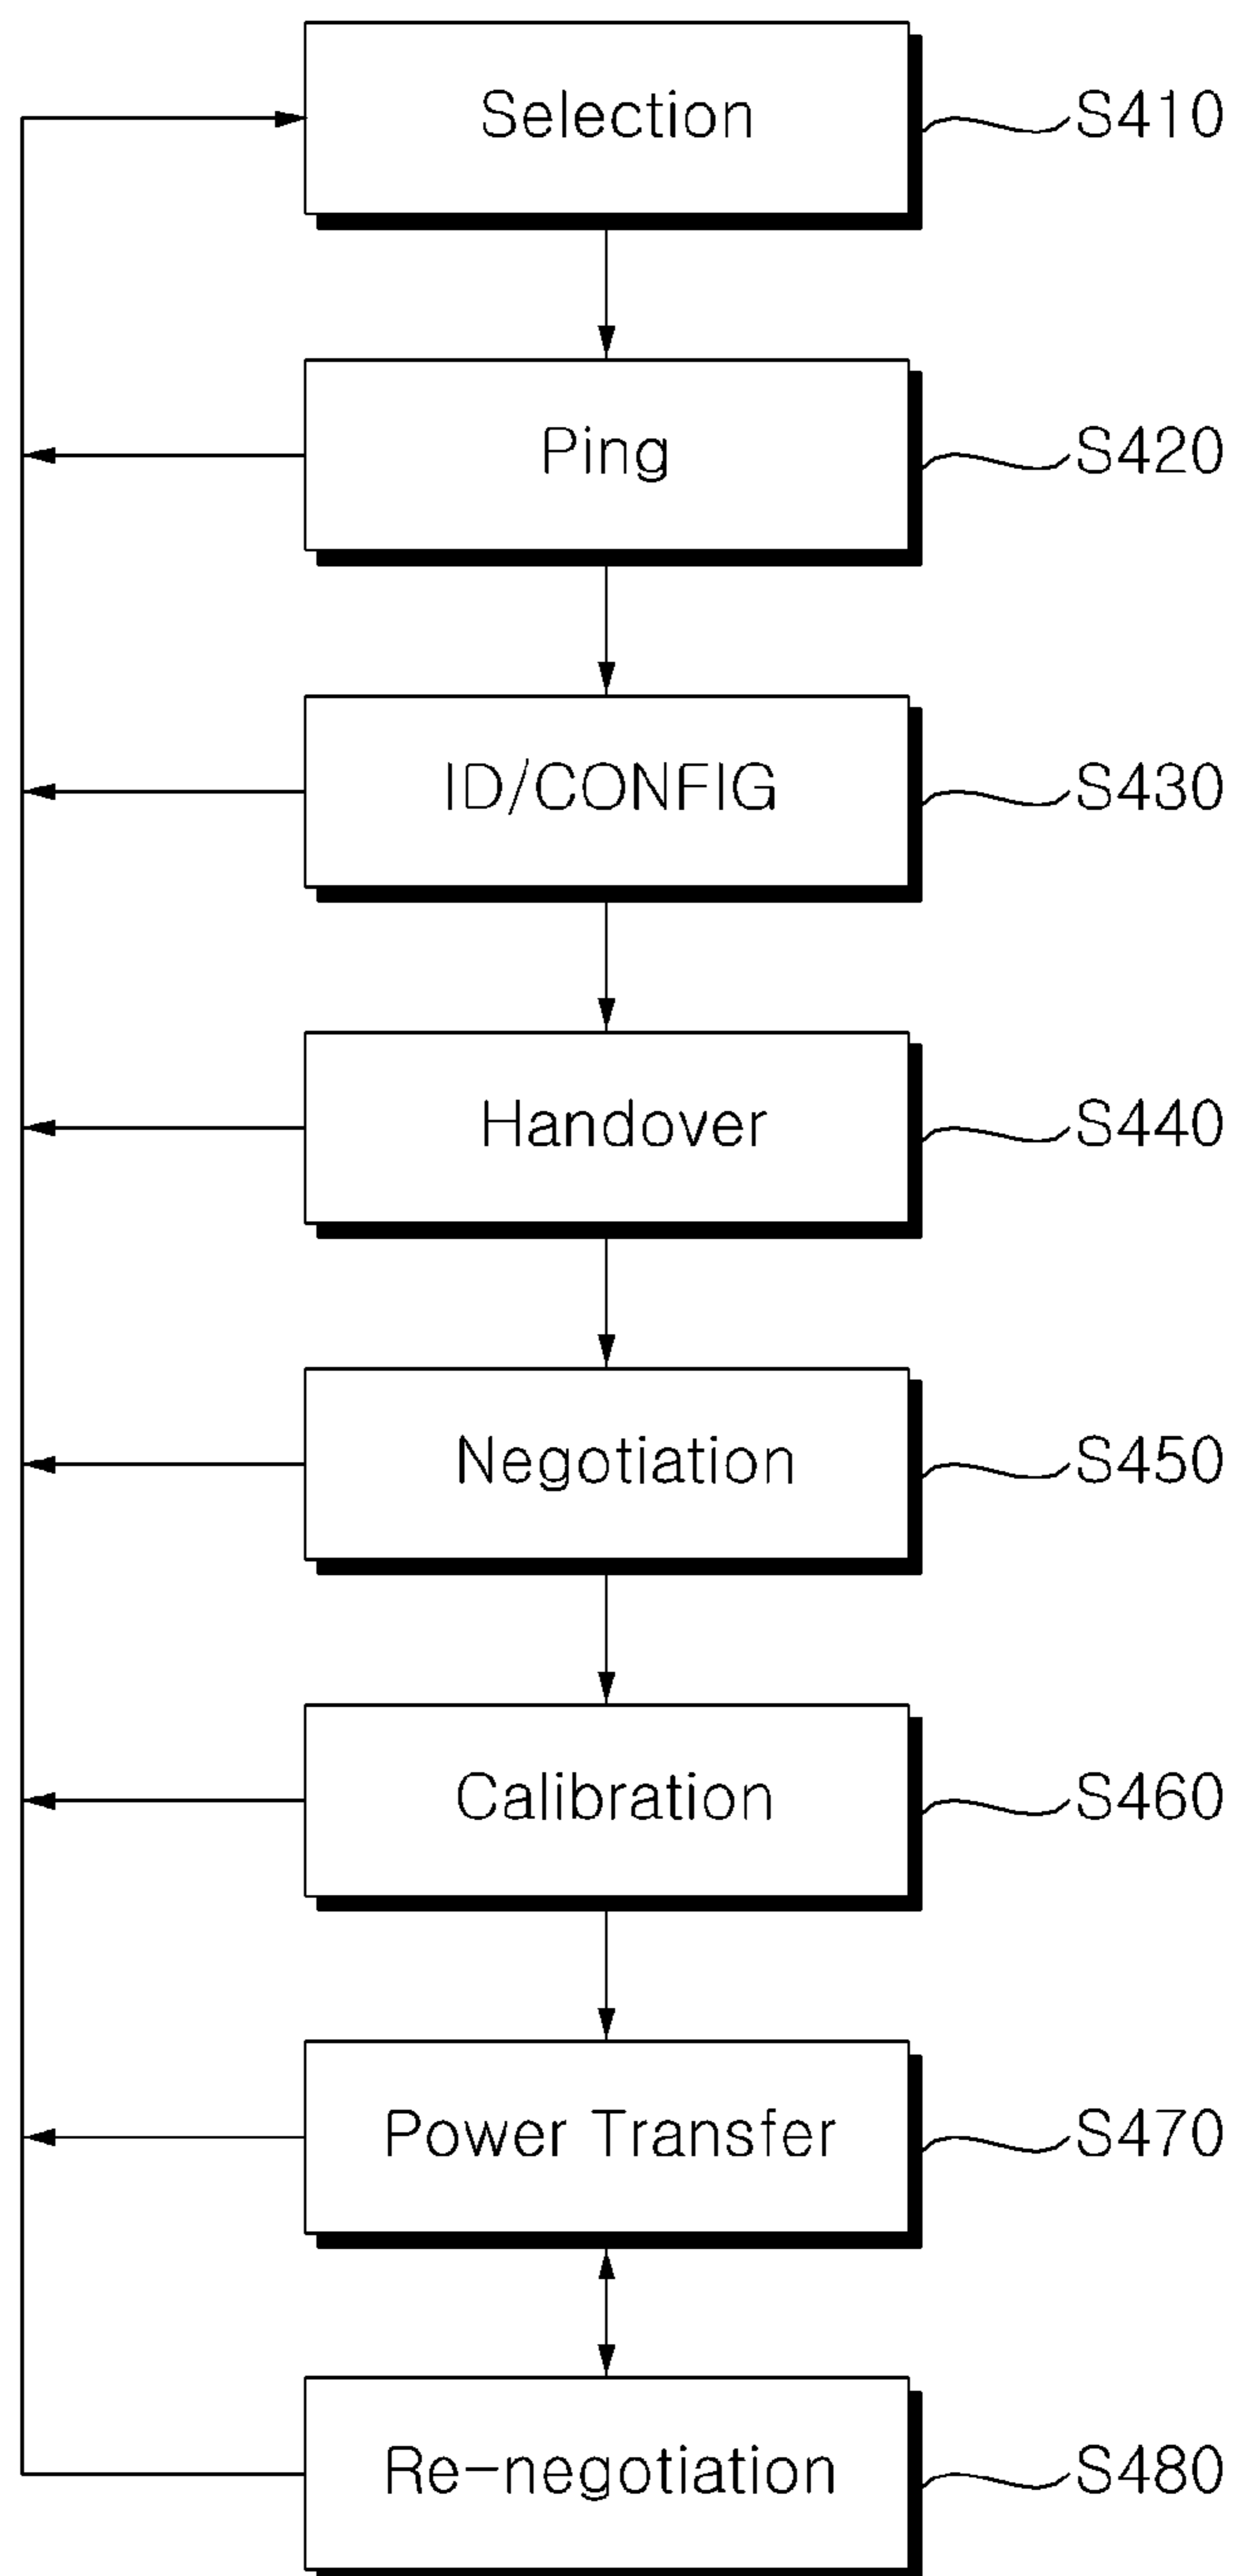 Selection S410
Ping S420
ID/CONFIG S430
Handover S440
Negotiation S450
Calibration S460
Power Transfer S470
Re-negotiation S480